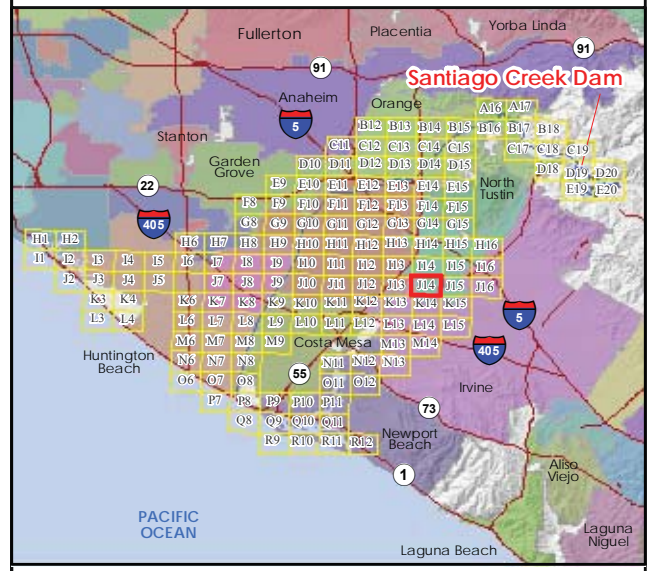 Yorba Linda
Fullerton
Placentia
91
91
Santiago Creek Dam
Anaheim
Orange
A16 A17
5
B12 B13 B14 B15 B16 B17 B18
Stanton
C11 C12 C13 C14 C15 C17 C18 C19
Garden
Grove
D10 D11 D12 D13 D14 D15 D18 D19 D20
22
E9 E10 E11 E12 E13 E14 E15 E19 E20
North
Tustin
F8 F9 F10 F11 F12 F13 F14 F15
405
G8 G9 G10 G11 G12 G13 G14 G15
H1 H2 H6 H7 H8 H9 H10 H11 H12 H13 H14 H15 H16
I1 I2 I3 I4 I5 I6 I7 I8 I9 I10 I11 I12 I13 I14 I15 I16
J2 J3 J4 J5 J7 J8 J9 J10 J11 J12 J13 J14 J15 J16
K3 K4 K6 K7 K8 K9 K10 K11 K12 K13 K14 K15
5
L3 L4 L6 L7 L8 L9 L10 L11 L12 L13 L14 L15
M6 M7 M8 M9 Costa Mesa M13 M14
405
Huntington
Beach
N6 N7 N8 N11 N12 N13
55
O6 O7 O8 O11 O12
Irvine
P7 P8 P9 P10 P11
73
Q8 Q9 Q10 Q11
Newport
Beach
R9 R10 R11 R12
1
Aliso
Viejo
PACIFIC
OCEAN
Laguna
Niguel
Laguna Beach